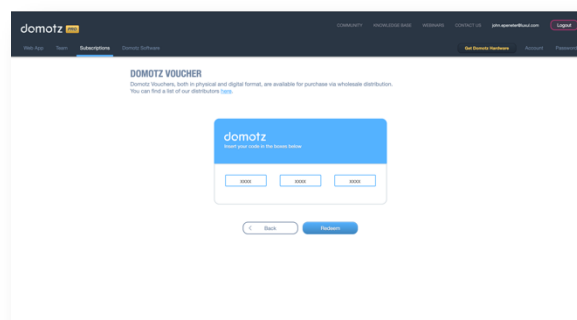 domotz PRO
COMMUNITY KNOWLEDGE BASE WEBINARS CONTACT US Logout
Web App Team Subscriptions Domotz Software Get Domotz Hardware Account Password
DOMOTZ VOUCHER
Domotz Vouchers, both in physical and digital format, are available for purchase via wholesale distribution.
You can find a list of our distributors here.
domotz
Insert your code in the boxes below
xxxx xxxx xxxx
Back Redeem